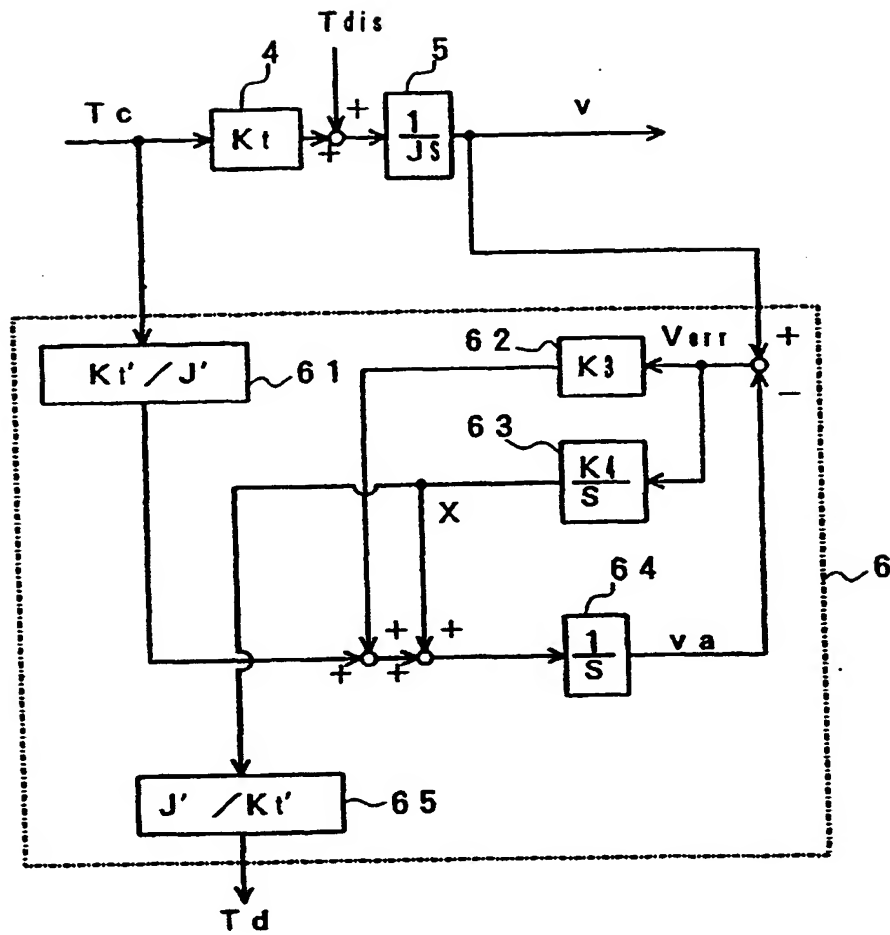 Tdis
4
5
Tc
Kt
+
+
1
Js
v
Kt'/J'
61
62
K3
Verr
+
−
63
K4
S
X
64
1
S
va
6
+
+
+
+
J'/Kt'
65
Td